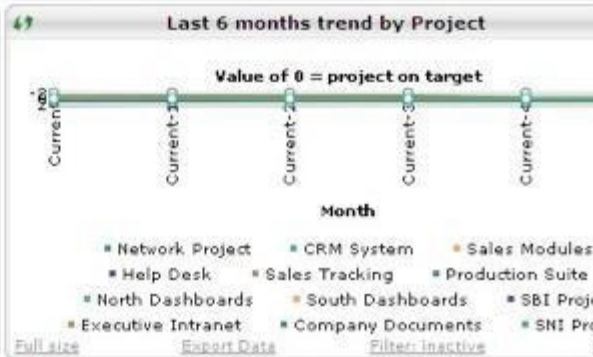 Last 6 months trend by Project
Value of 0 = project on target
Current
Current-1
Current-2
Current-3
Current-4
Month
Network Project
CRM System
Sales Modules
Help Desk
Sales Tracking
Production Suite
North Dashboards
South Dashboards
SBI Proj
Executive Intranet
Company Documents
SNI Pro
Full size
Export Data
Filter: Inactive